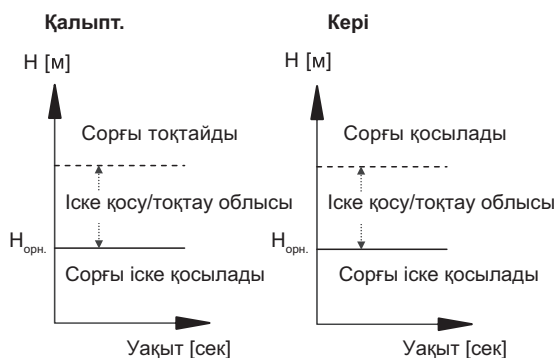 Қалыпт.
H [м]
Сорғы тоқтайды
Іске қосу/тоқтау облысы
Hорн.
Сорғы іске қосылады
Уақыт [сек]
Кері
H [м]
Сорғы қосылады
Іске қосу/тоқтау облысы
Hорн.
Сорғы іске қосылады
Уақыт [сек]